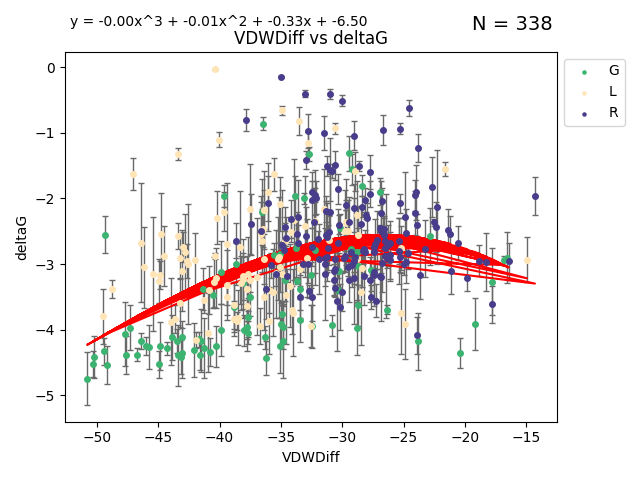 y = -0.00x^3 + -0.01x^2 + -0.33x + -6.50
N = 338
VDWDiff vs deltaG
G
L
R
0
−1
−2
−3
−4
−5
deltaG
−50
−45
−40
−35
−30
−25
−20
−15
VDWDiff